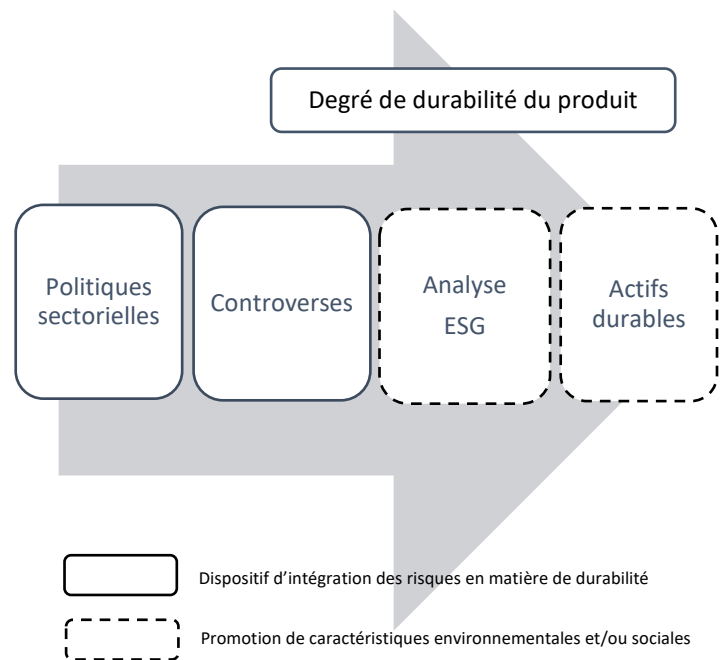 Degré de durabilité du produit
Politiques
sectorielles
Controverses
Analyse
ESG
Actifs
durables
Dispositif d'intégration des risques en matière de durabilité
Promotion de caractéristiques environnementales et/ou sociales